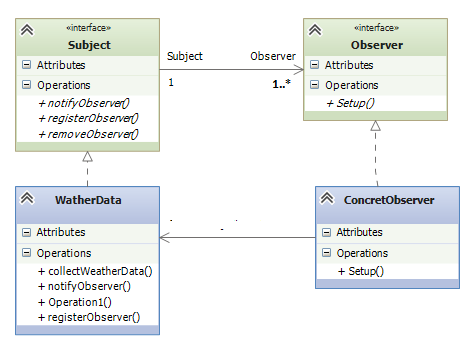 «interface»
Subject
Attributes
Operations
+ notifyObserver()
+ registerObserver()
+ removeObserver()
Subject
Observer
1
1..*
«interface»
Observer
Attributes
Operations
+ Setup()
WatherData
Attributes
Operations
+ collectWeatherData()
+ notifyObserver()
+ Operation1()
+ registerObserver()
ConcretObserver
Attributes
Operations
+ Setup()